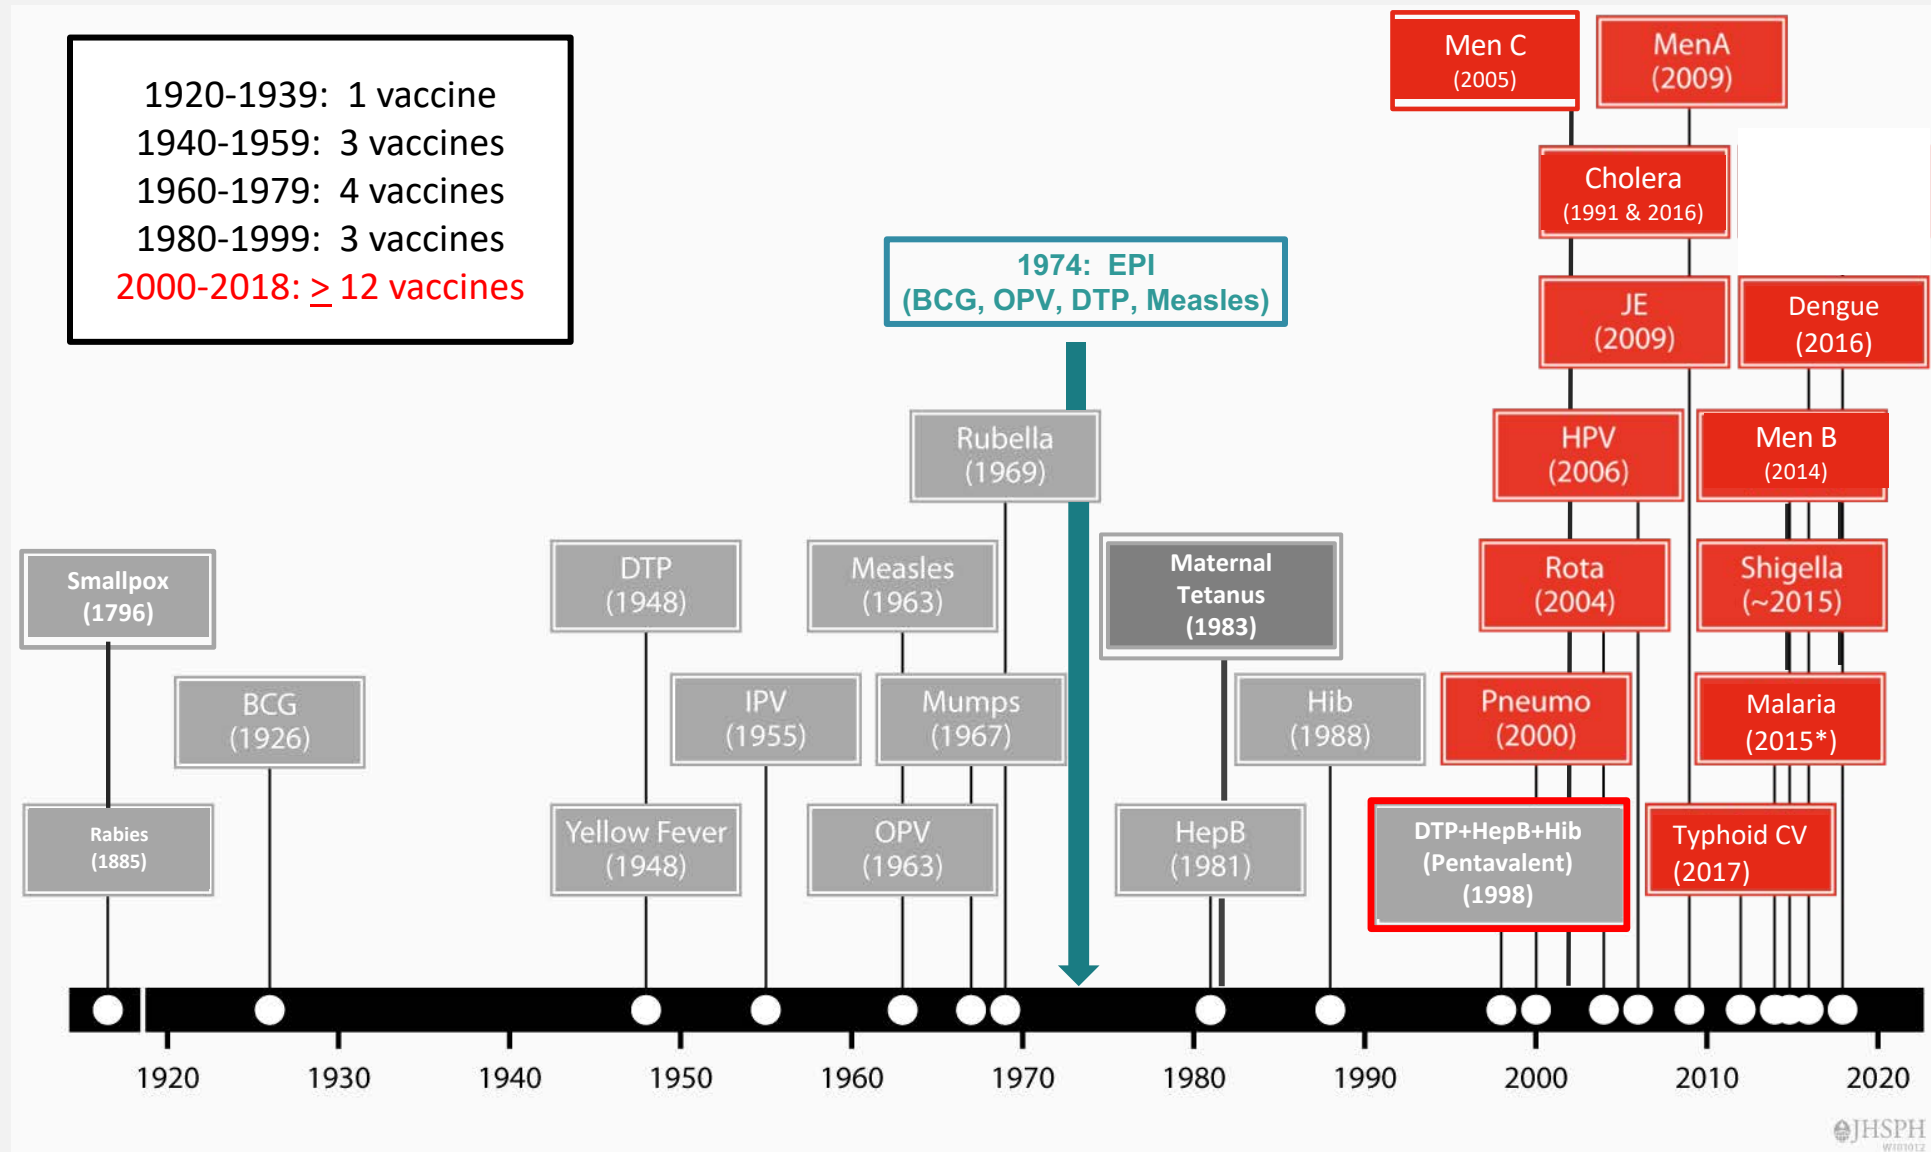 1920-1939:  1 vaccine
1940-1959:  3 vaccines
1960-1979:  4 vaccines
1980-1999:  3 vaccines
2000-2018: > 12 vaccines
Men C
(2005)
MenA
(2009)
Cholera
(1991 & 2016)
1974:  EPI
(BCG, OPV, DTP, Measles)
JE
(2009)
Dengue
(2016)
Rubella
(1969)
HPV
(2006)
Men B
(2014)
Smallpox
(1796)
DTP
(1948)
Measles
(1963)
Maternal
Tetanus
(1983)
Rota
(2004)
Shigella
(~2015)
BCG
(1926)
IPV
(1955)
Mumps
(1967)
Hib
(1988)
Pneumo
(2000)
Malaria
(2015*)
Rabies
(1885)
Yellow Fever
(1948)
OPV
(1963)
HepB
(1981)
DTP+HepB+Hib
(Pentavalent)
(1998)
Typhoid CV
(2017)
1920 1930 1940 1950 1960 1970 1980 1990 2000 2010 2020
JHSPH